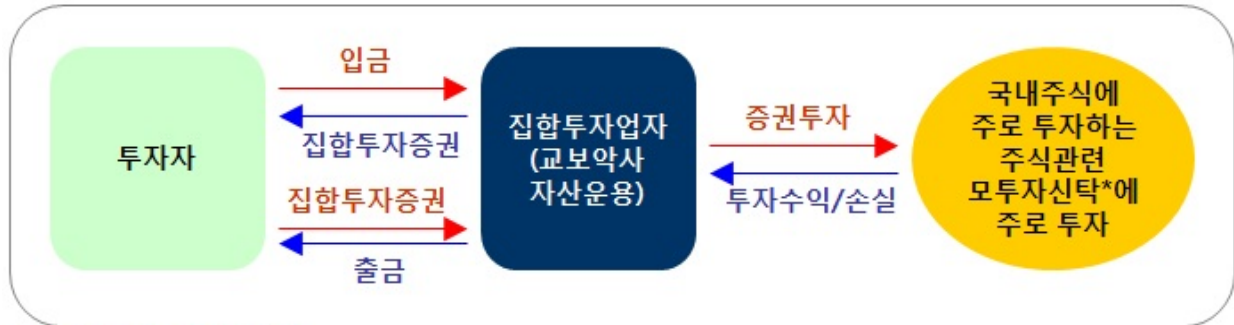 투자자
입금
집합투자증권
집합투자증권
출금
집합투자업자
(교보악사
자산운용)
증권투자
투자수익/손실
국내주식에
주로 투자하는
주식관련
모투자신탁*에
주로 투자